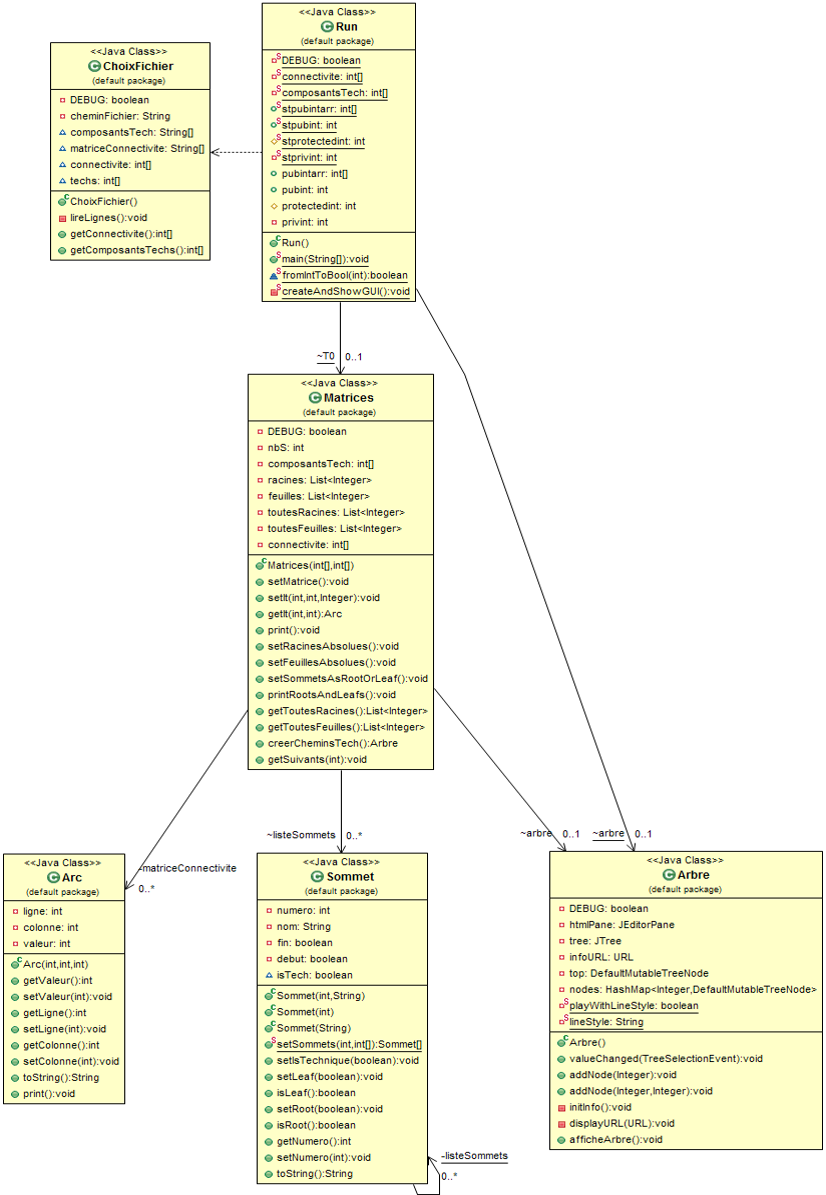 <<Java Class>>
ChoixFichier
(default package)
DEBUG: boolean
cheminFichier: String
composantsTech: String[]
matriceConnectivite: String[]
connectivite: int[]
techs: int[]
ChoixFichier()
lireLignes():void
getConnectivite():int[]
getComposantsTechs():int[]
<<Java Class>>
Run
(default package)
DEBUG: boolean
connectivite: int[]
composantsTech: int[]
stpubintarr: int[]
stpubint: int
stprotectedint: int
stprivint: int
pubintarr: int[]
pubint: int
protectedint: int
privint: int
Run()
main(String[]):void
fromIntToBool(int):boolean
createAndShowGUI():void
~T0 0..1
<<Java Class>>
Matrices
(default package)
DEBUG: boolean
nbS: int
composantsTech: int[]
racines: List<Integer>
feuilles: List<Integer>
toutesRacines: List<Integer>
toutesFeuilles: List<Integer>
connectivite: int[]
Matrices(int[],int[])
setMatrice():void
setIt(int,int,Integer):void
getIt(int,int):Arc
print():void
setRacinesAbsolues():void
setFeuillesAbsolues():void
setSommetsAsRootOrLeaf():void
printRootsAndLeafs():void
getToutesRacines():List<Integer>
getToutesFeuilles():List<Integer>
creerCheminsTech():Arbre
getSuivants(int):void
-matriceConnectivite
0..*
~listeSommets 0..*
~arbre 0..1
~arbre 0..1
<<Java Class>>
Arc
(default package)
ligne: int
colonne: int
valeur: int
Arc(int,int,int)
getValeur():int
setValeur(int):void
getLigne():int
setLigne(int):void
getColonne():int
setColonne(int):void
toString():String
print():void
<<Java Class>>
Sommet
(default package)
numero: int
nom: String
fin: boolean
debut: boolean
isTech: boolean
Sommet(int,String)
Sommet(int)
Sommet(String)
setSommets(int,int[]):Sommet[]
setIsTechnique(boolean):void
setLeaf(boolean):void
isLeaf():boolean
setRoot(boolean):void
isRoot():boolean
getNumero():int
setNumero(int):void
toString():String
-listeSommets
0..*
<<Java Class>>
Arbre
(default package)
DEBUG: boolean
htmlPane: JEditorPane
tree: JTree
infoURL: URL
top: DefaultMutableTreeNode
nodes: HashMap<Integer,DefaultMutableTreeNode>
playWithLineStyle: boolean
lineStyle: String
Arbre()
valueChanged(TreeSelectionEvent):void
addNode(Integer):void
addNode(Integer,Integer):void
initInfo():void
displayURL(URL):void
afficheArbre():void